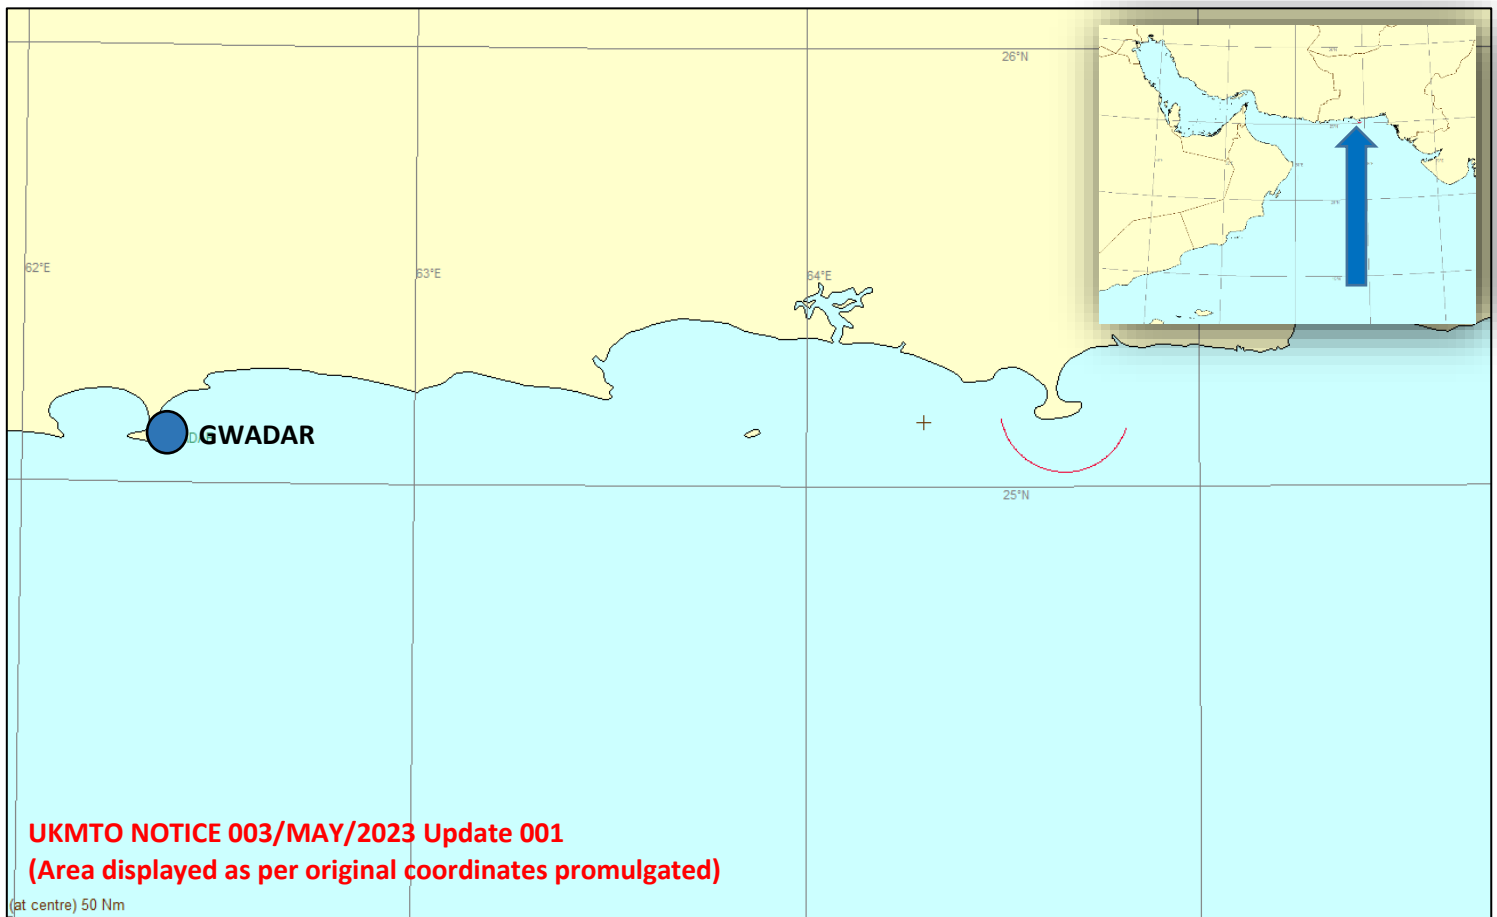 26°N
62°E
63°E
64°E
GWADAR
25°N
UKMTO NOTICE 003/MAY/2023 Update 001
(Area displayed as per original coordinates promulgated)
(at centre) 50 Nm